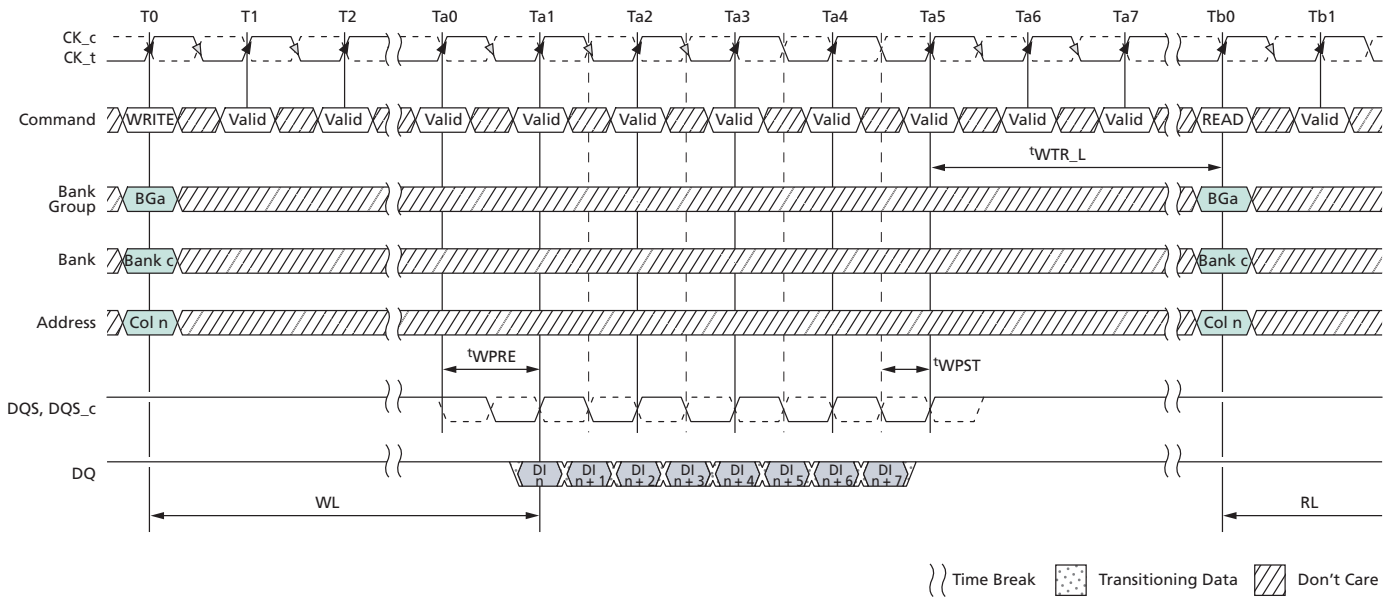 T0 T1 T2 Ta0 Ta1 Ta2 Ta3 Ta4 Ta5 Ta6 Ta7 Tb0 Tb1
CK_c
CK_t
Command WRITE Valid Valid Valid Valid Valid Valid Valid Valid Valid Valid READ Valid
tWTR_L
Bank
Group BGa BGa
Bank Bank c Bank c
Address Col n Col n
tWPRE tWPST
DQS, DQS_c
DQ
DI DI DI DI DI DI DI DI
n n + 1 n + 2 n + 3 n + 4 n + 5 n + 6 n + 7
WL RL
Time Break Transitioning Data Don't Care